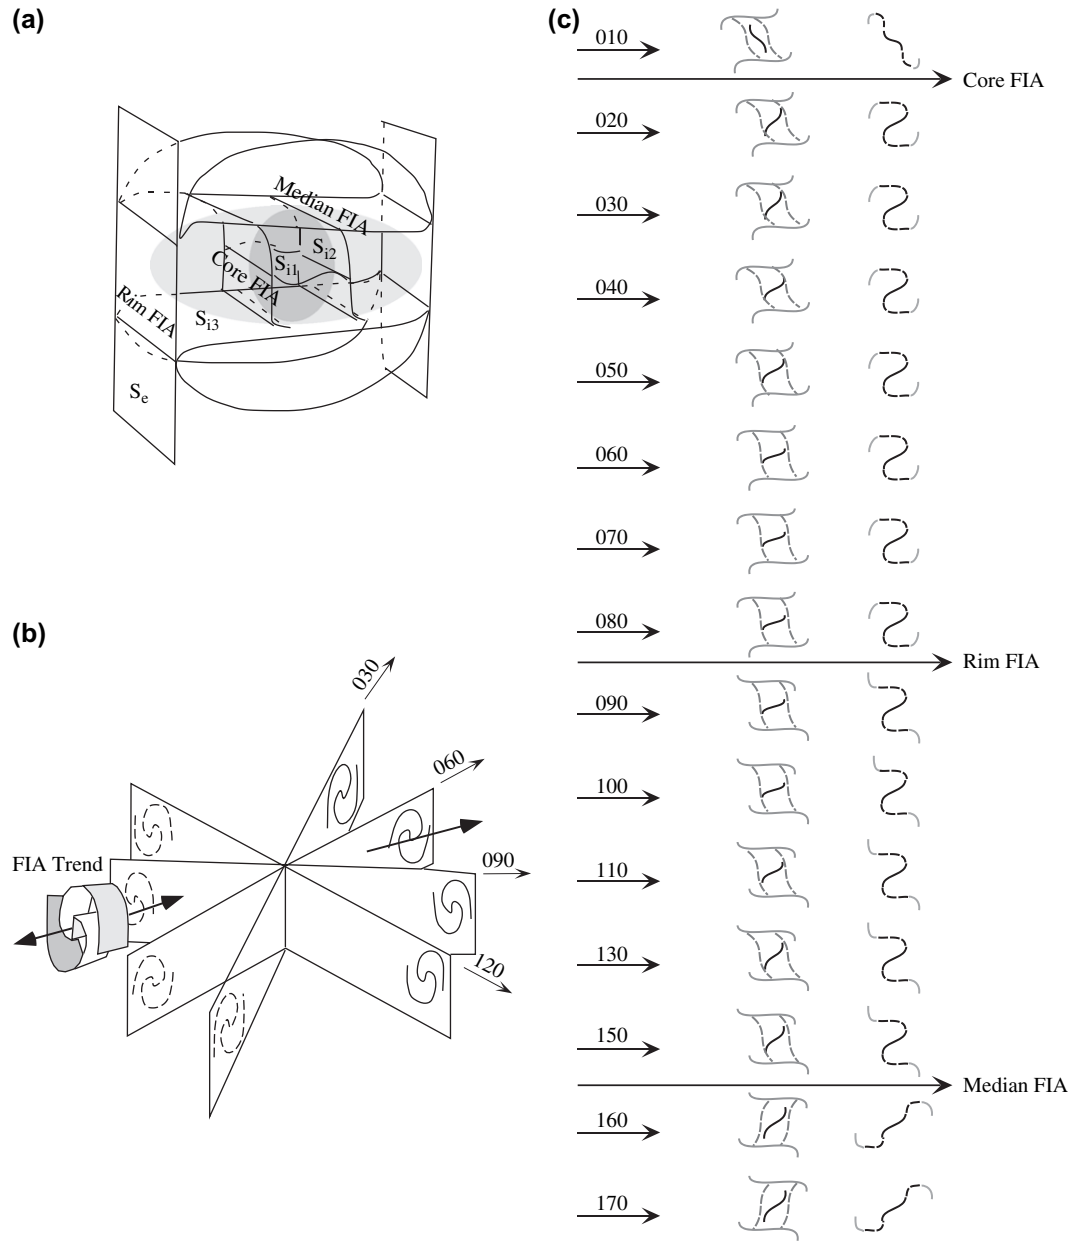 (a)
Median FIA
Si2
Si1
Core FIA
Rim FIA
Si3
Se
(b)
030
060
FIA Trend
090
120
(c)
010
Core FIA
020
030
040
050
060
070
080
Rim FIA
090
100
110
130
150
Median FIA
160
170